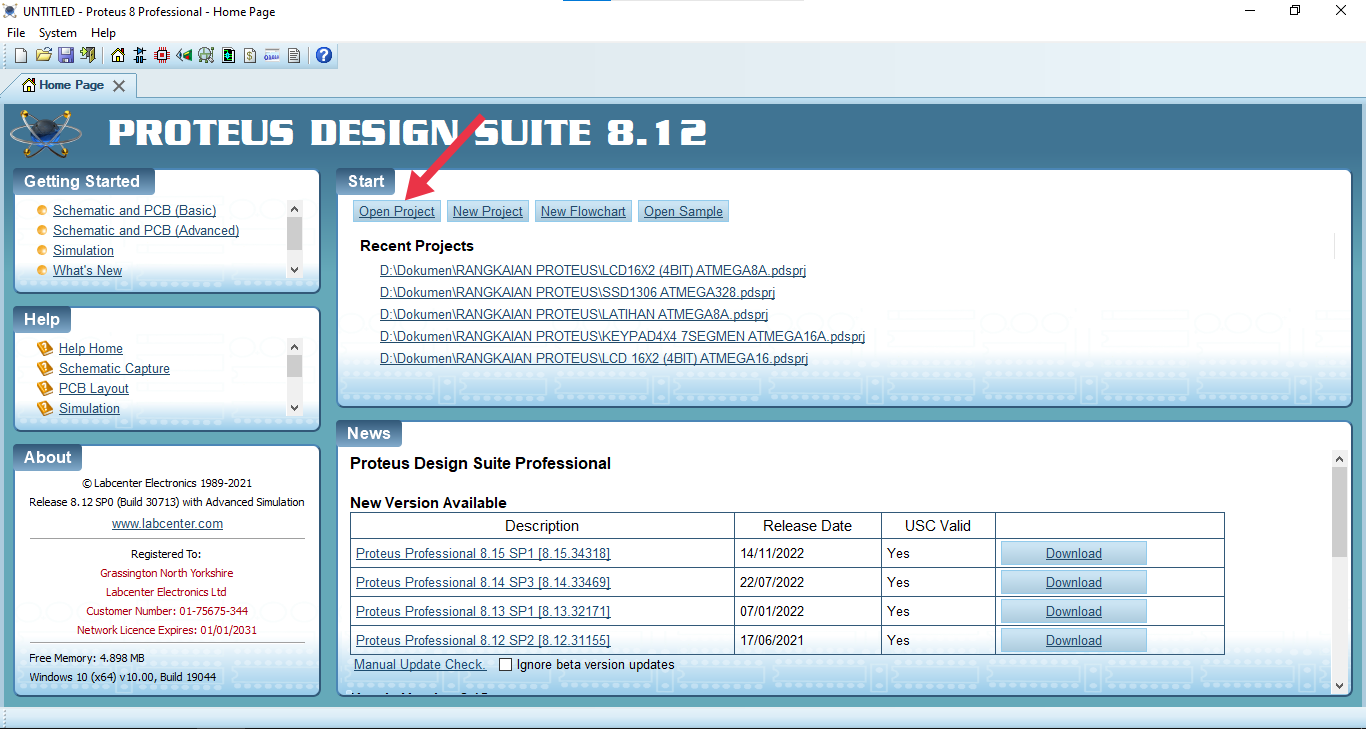 UNTITLED - Proteus 8 Professional - Home Page
File System Help
Home Page
PROTEUS DESIGN SUITE 8.12
Getting Started
Schematic and PCB (Basic)
Schematic and PCB (Advanced)
Simulation
What's New
Help
Help Home
Schematic Capture
PCB Layout
Simulation
About
© Labcenter Electronics 1989-2021
Release 8.12 SP0 (Build 30713) with Advanced Simulation
www.labcenter.com
Registered To:
Grassington North Yorkshire
Labcenter Electronics Ltd
Customer Number: 01-75675-344
Network Licence Expires: 01/01/2031
Free Memory: 4.898 MB
Windows 10 (x64) v10.00, Build 19044
Start
Open Project New Project New Flowchart Open Sample
Recent Projects
D:\Dokumen\RANGKAIAN PROTEUS\LCD16X2 (4BIT) ATMEGA8A.pdsprj
D:\Dokumen\RANGKAIAN PROTEUS\SSD1306 ATMEGA328.pdsprj
D:\Dokumen\RANGKAIAN PROTEUS\LATIHAN ATMEGA8A.pdsprj
D:\Dokumen\RANGKAIAN PROTEUS\KEYPAD4X4 7SEGMEN ATMEGA16A.pdsprj
D:\Dokumen\RANGKAIAN PROTEUS\LCD 16X2 (4BIT) ATMEGA16.pdsprj
News
Proteus Design Suite Professional
New Version Available
Description Release Date USC Valid
Proteus Professional 8.15 SP1 [8.15.34318] 14/11/2022 Yes Download
Proteus Professional 8.14 SP3 [8.14.33469] 22/07/2022 Yes Download
Proteus Professional 8.13 SP1 [8.13.32171] 07/01/2022 Yes Download
Proteus Professional 8.12 SP2 [8.12.31155] 17/06/2021 Yes Download
Manual Update Check. Ignore beta version updates